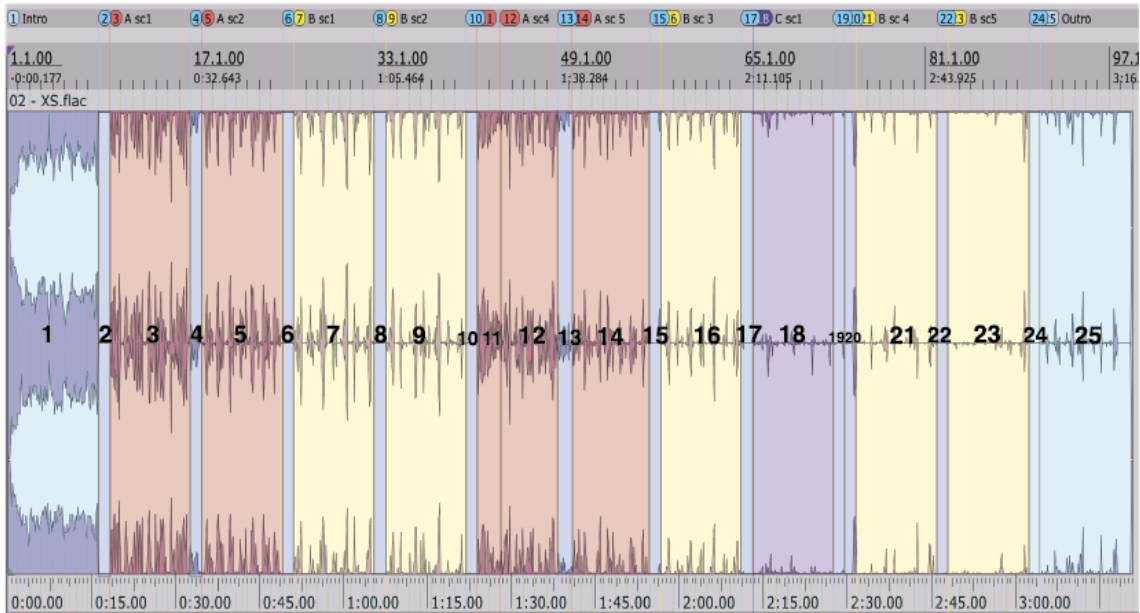 1 Intro 2 3 A sc1 4 5 A sc2 6 7 B sc1 8 9 B sc2 10 1 12 A sc4 13 14 A sc 5 15 6 B sc 3 17 8 C sc1 19 0 21 B sc 4 22 3 B sc5 24 5 Outro
1.1.00 17.1.00 33.1.00 49.1.00 65.1.00 81.1.00 97.1
-0:00,177 0:32.643 1:05.464 1:38.284 2:11.105 2:43.925 3;16.
02 - XS.flac
1 2 3 4 5 6 7 8 9 10 11 12 13 14 15 16 17 18 19 20 21 22 23 24 25
0:00.00 0:15.00 0:30.00 0:45.00 1:00.00 1:15.00 1:30.00 1:45.00 2:00.00 2:15.00 2:30.00 2:45.00 3:00.00